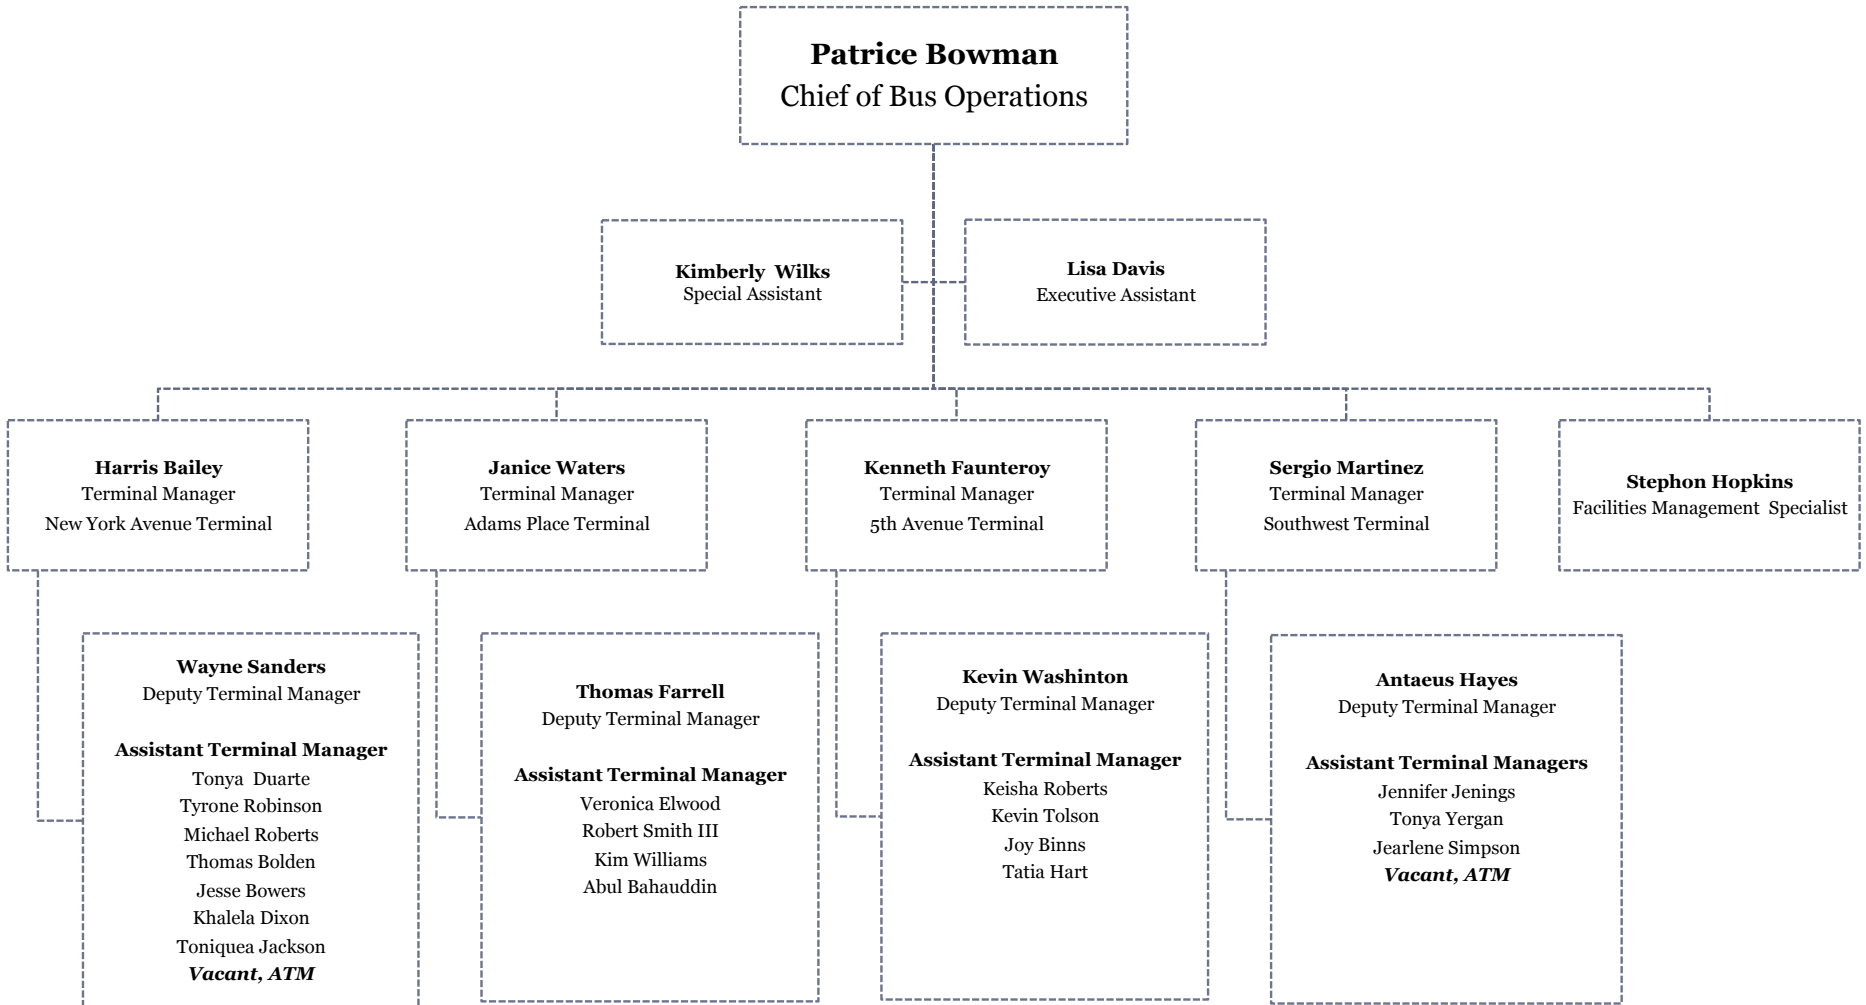 Patrice Bowman
Chief of Bus Operations
Kimberly Wilks
Special Assistant
Lisa Davis
Executive Assistant
Harris Bailey
Terminal Manager
New York Avenue Terminal
Janice Waters
Terminal Manager
Adams Place Terminal
Kenneth Faunteroy
Terminal Manager
5th Avenue Terminal
Sergio Martinez
Terminal Manager
Southwest Terminal
Stephon Hopkins
Facilities Management Specialist
Wayne Sanders
Deputy Terminal Manager
Assistant Terminal Manager
Tonya Duarte
Tyrone Robinson
Michael Roberts
Thomas Bolden
Jesse Bowers
Khalela Dixon
Toniquea Jackson
Vacant, ATM
Thomas Farrell
Deputy Terminal Manager
Assistant Terminal Manager
Veronica Elwood
Robert Smith III
Kim Williams
Abul Bahauddin
Kevin Washinton
Deputy Terminal Manager
Assistant Terminal Manager
Keisha Roberts
Kevin Tolson
Joy Binns
Tatia Hart
Antaeus Hayes
Deputy Terminal Manager
Assistant Terminal Managers
Jennifer Jenings
Tonya Yergan
Jearlene Simpson
Vacant, ATM